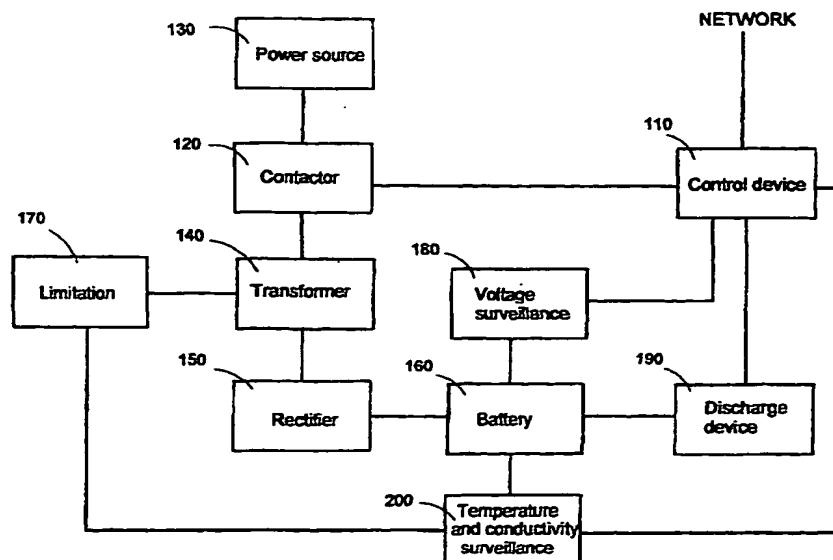 NETWORK
130
Power source
120
110
Contactor
Control device
170
140
180
Limitation
Transformer
Voltage
surveillance
150
160
190
Rectifier
Battery
Discharge
device
200
Temperature
and conductivity
surveillance